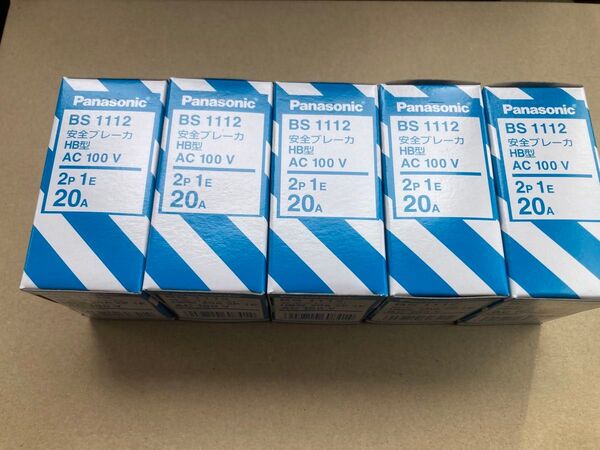 Panasonic
BS 1112
安全ブレーカ
HB型
AC 100 V
2P 1E
20A
Panasonic
BS 1112
安全ブレーカ
HB型
AC 100 V
2P 1E
20A
Panasonic
BS 1112
安全ブレーカ
HB型
AC 100 V
2P 1E
20A
Panasonic
BS 1112
安全ブレーカ
HB型
AC 100 V
2P 1E
20A
Panasonic
BS 1112
安全ブレーカ
HB型
AC 100 V
2P 1E
20A